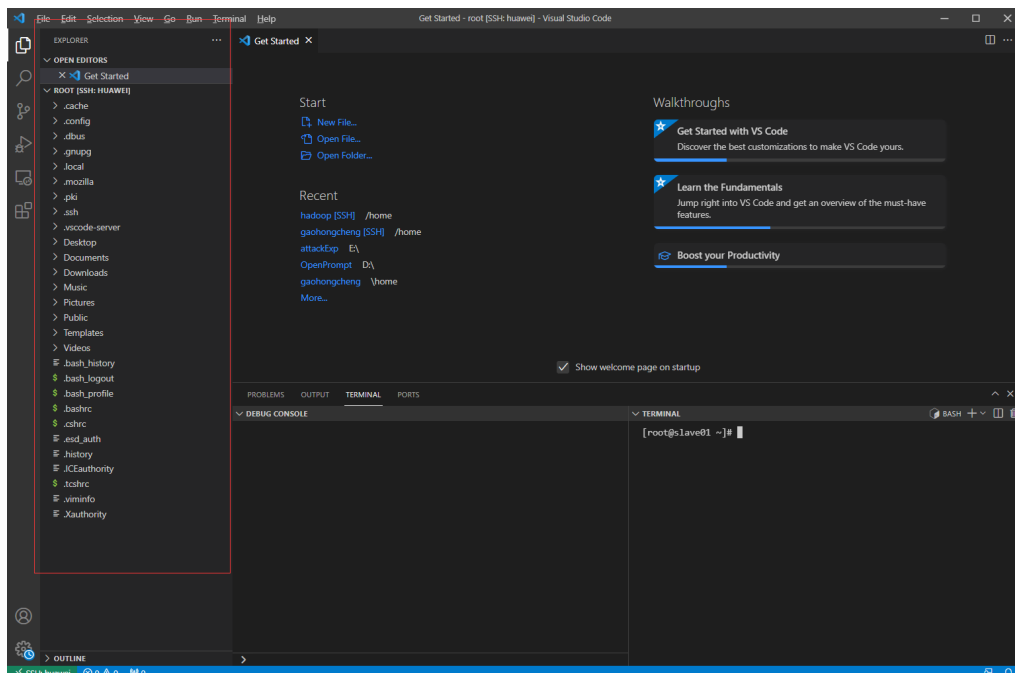 File Edit Selection View Go Run Terminal Help
Get Started - root [SSH: huawei] - Visual Studio Code
EXPLORER
OPEN EDITORS
Get Started
ROOT [SSH: HUAWEI]
.cache
.config
.dbus
.gnupg
.local
.mozilla
.pki
.ssh
.vscode-server
Desktop
Documents
Downloads
Music
Pictures
Public
Templates
Videos
.bash_history
.bash_logout
.bash_profile
.bashrc
.cshrc
.esd_auth
.history
.ICEauthority
.tcshrc
.viminfo
.Xauthority
OUTLINE
Get Started
Start
New File...
Open File...
Open Folder...
Recent
hadoop [SSH] /home
gaohongcheng [SSH] /home
attackExp E:\
OpenPrompt D:\
gaohongcheng \home
More...
Walkthroughs
Get Started with VS Code
Discover the best customizations to make VS Code yours.
Learn the Fundamentals
Jump right into VS Code and get an overview of the must-have
features.
Boost your Productivity
Show welcome page on startup
PROBLEMS OUTPUT TERMINAL PORTS
DEBUG CONSOLE
TERMINAL
BASH
[root@slave01 ~]#
SSH: huawei 0 0 0